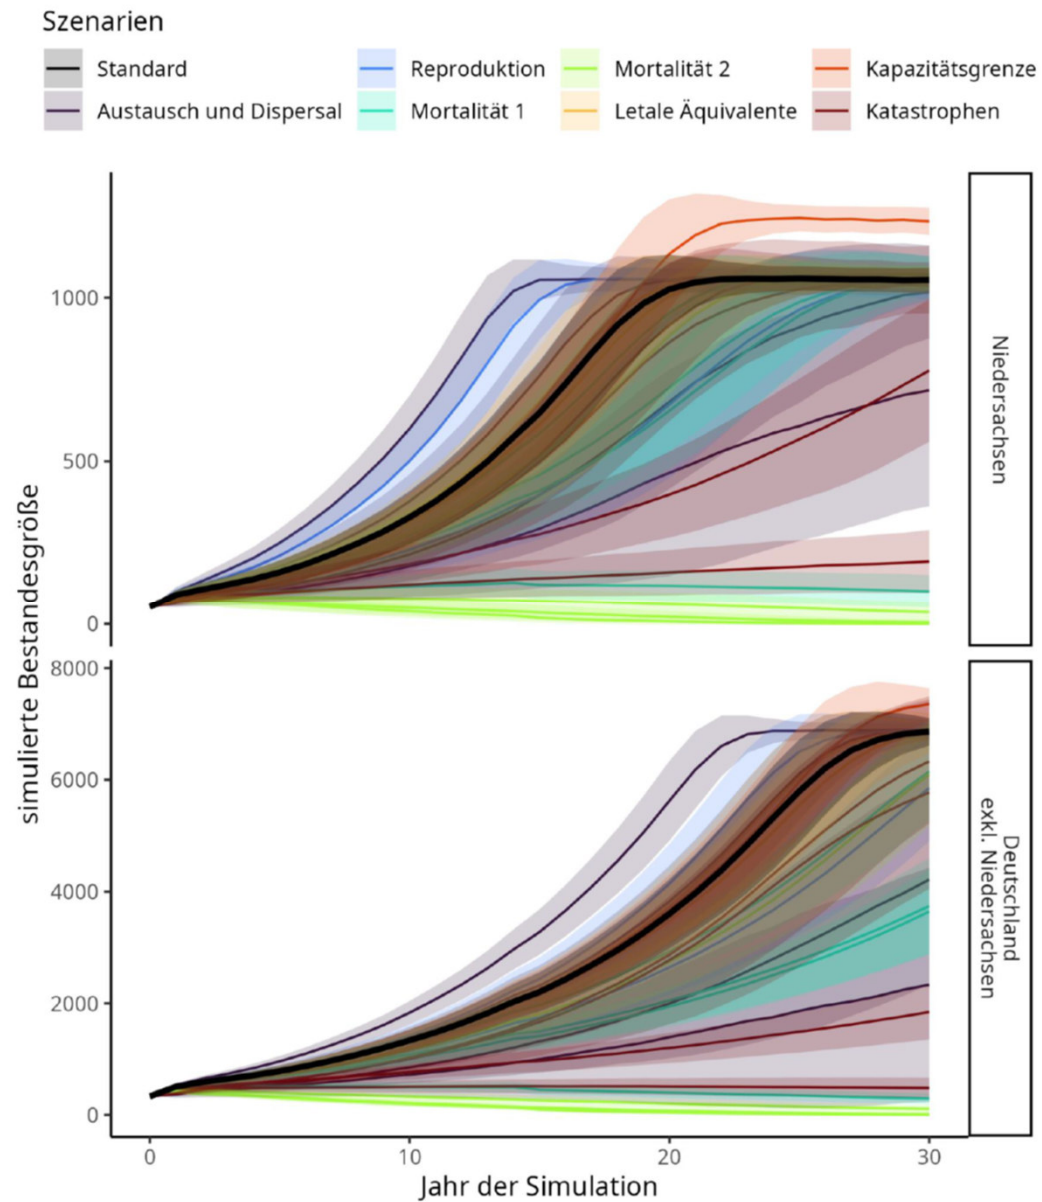 Szenarien
Standard
Reproduktion
Mortalität 2
Kapazitätsgrenze
Austausch und Dispersal
Mortalität 1
Letale Äquivalente
Katastrophen
simulierte Bestandesgröße
1000
500
0
Niedersachsen
8000
6000
4000
2000
0
Deutschland
exkl. Niedersachsen
0
10
20
30
Jahr der Simulation